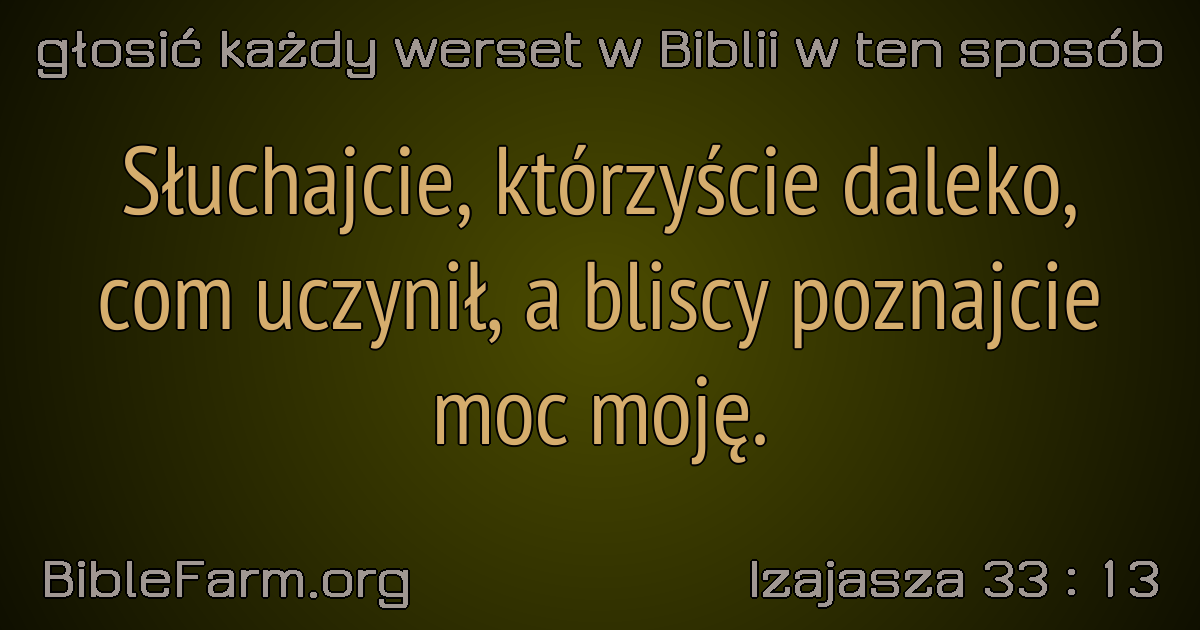 głosić każdy werset w Biblii w ten sposób
Słuchajcie, którzyście daleko,
com uczynił, a bliscy poznajcie
moc moję.
BibleFarm.org
Izajasza 33 : 13